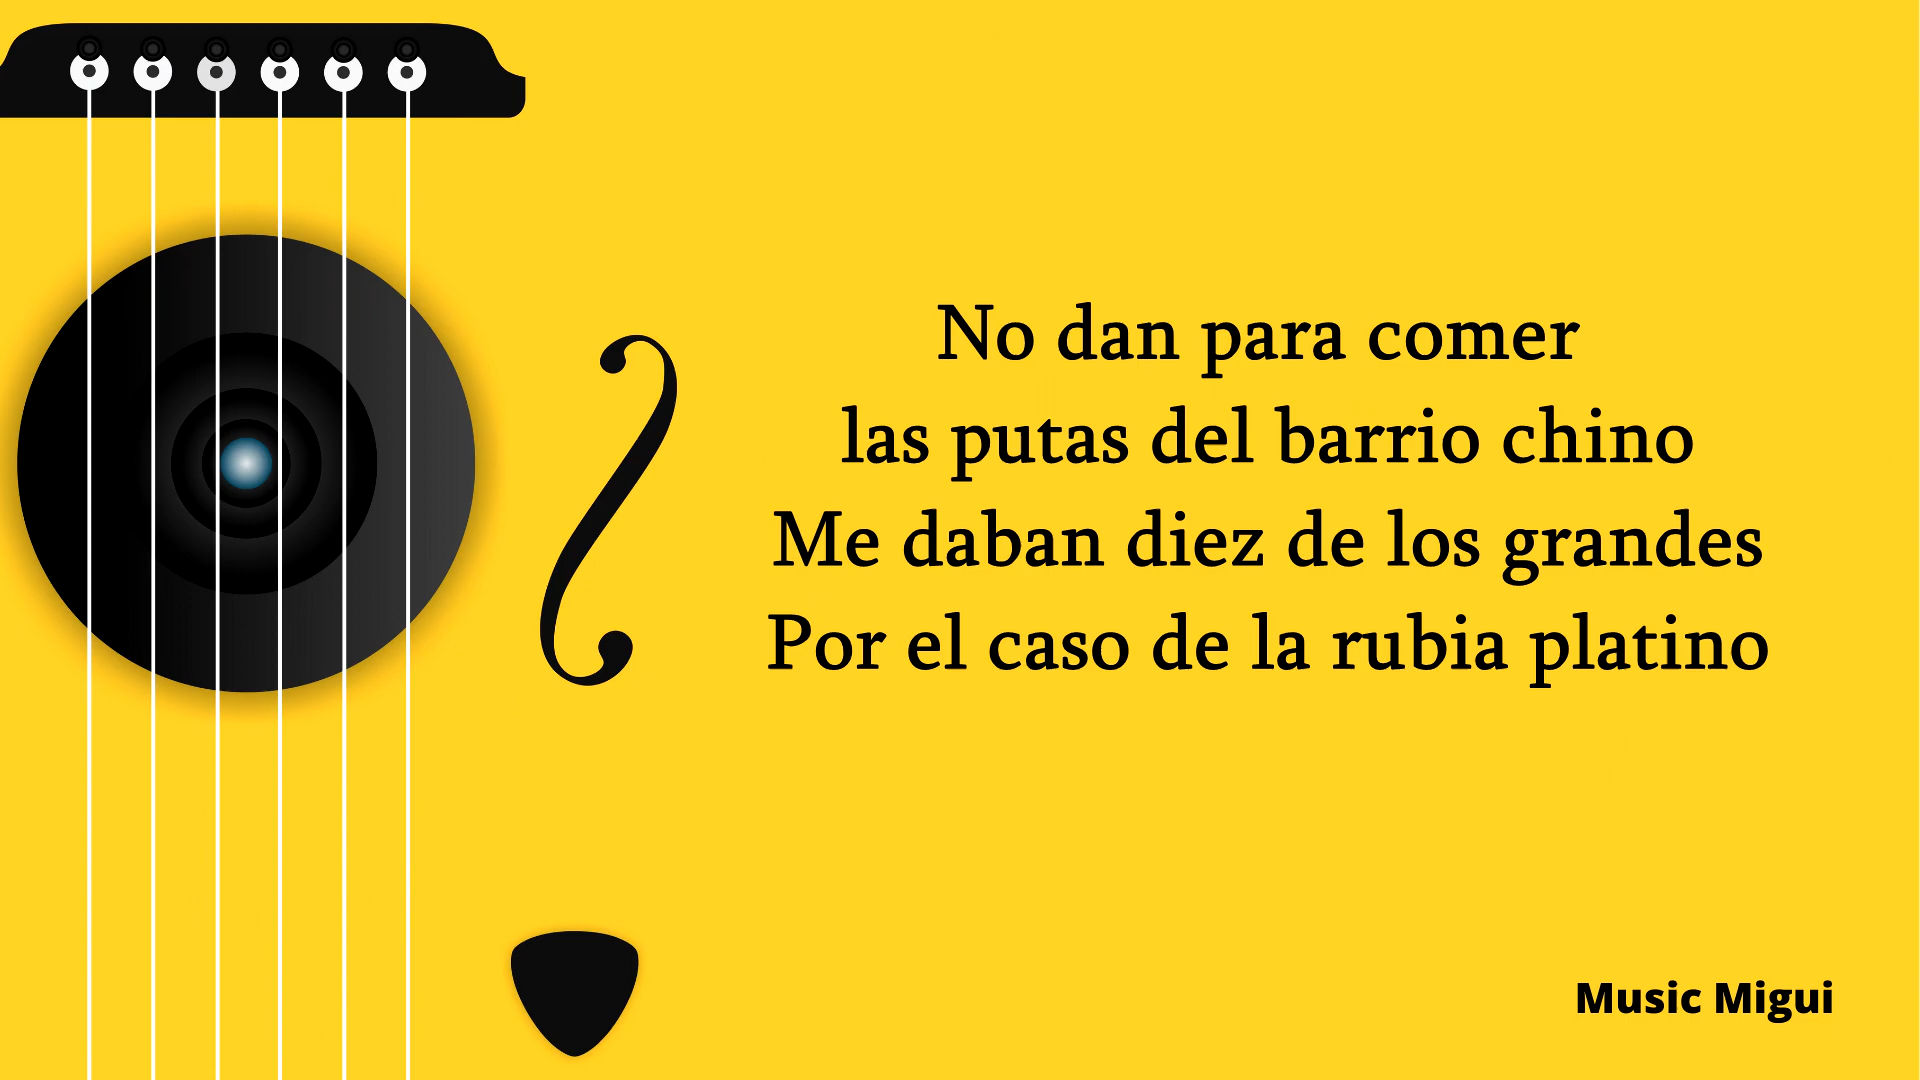 No dan para comer
las putas del barrio chino
Me daban diez de los grandes
Por el caso de la rubia platino
Music Migui